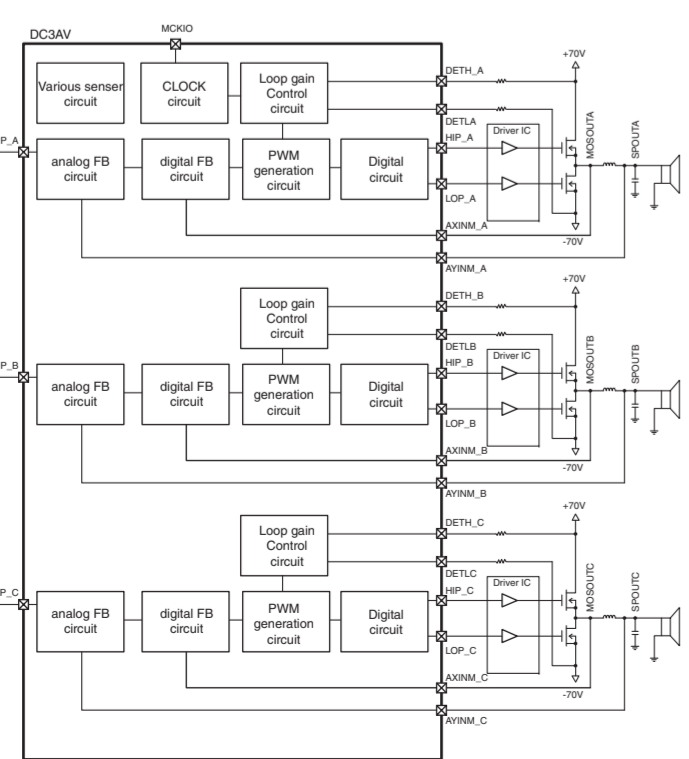 DC3AV
MCKIO
Various senser
circuit
CLOCK
circuit
Loop gain
Control
circuit
DETH_A
+70V
DETLA
HIP_A
Driver IC
MOSOUTA
SPOUTA
P_A
analog FB
circuit
digital FB
circuit
PWM
generation
circuit
Digital
circuit
LOP_A
AXINM_A
-70V
AYINM_A
+70V
Loop gain
Control
circuit
DETH_B
DETLB
HIP_B
Driver IC
MOSOUTB
SPOUTB
P_B
analog FB
circuit
digital FB
circuit
PWM
generation
circuit
Digital
circuit
LOP_B
AXINM_B
-70V
AYINM_B
+70V
Loop gain
Control
circuit
DETH_C
DETLC
HIP_C
Driver IC
MOSOUTC
SPOUTC
P_C
analog FB
circuit
digital FB
circuit
PWM
generation
circuit
Digital
circuit
LOP_C
AXINM_C
-70V
AYINM_C